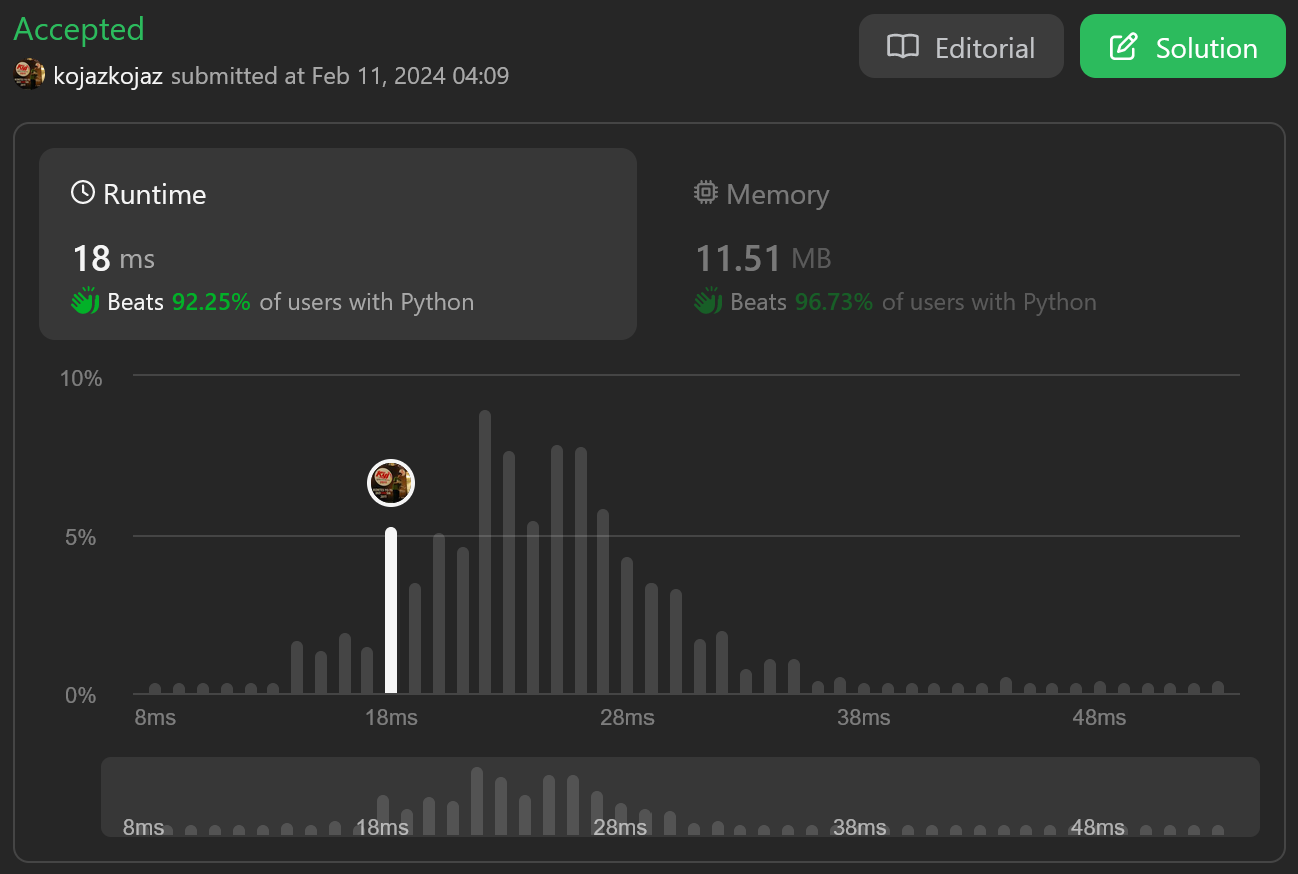 Accepted
kojazkojaz submitted at Feb 11, 2024 04:09
Editorial
Solution
Runtime
18 ms
Beats 92.25% of users with Python
Memory
11.51 MB
Beats 96.73% of users with Python
10%
5%
0%
8ms 18ms 28ms 38ms 48ms
8ms 18ms 28ms 38ms 48ms